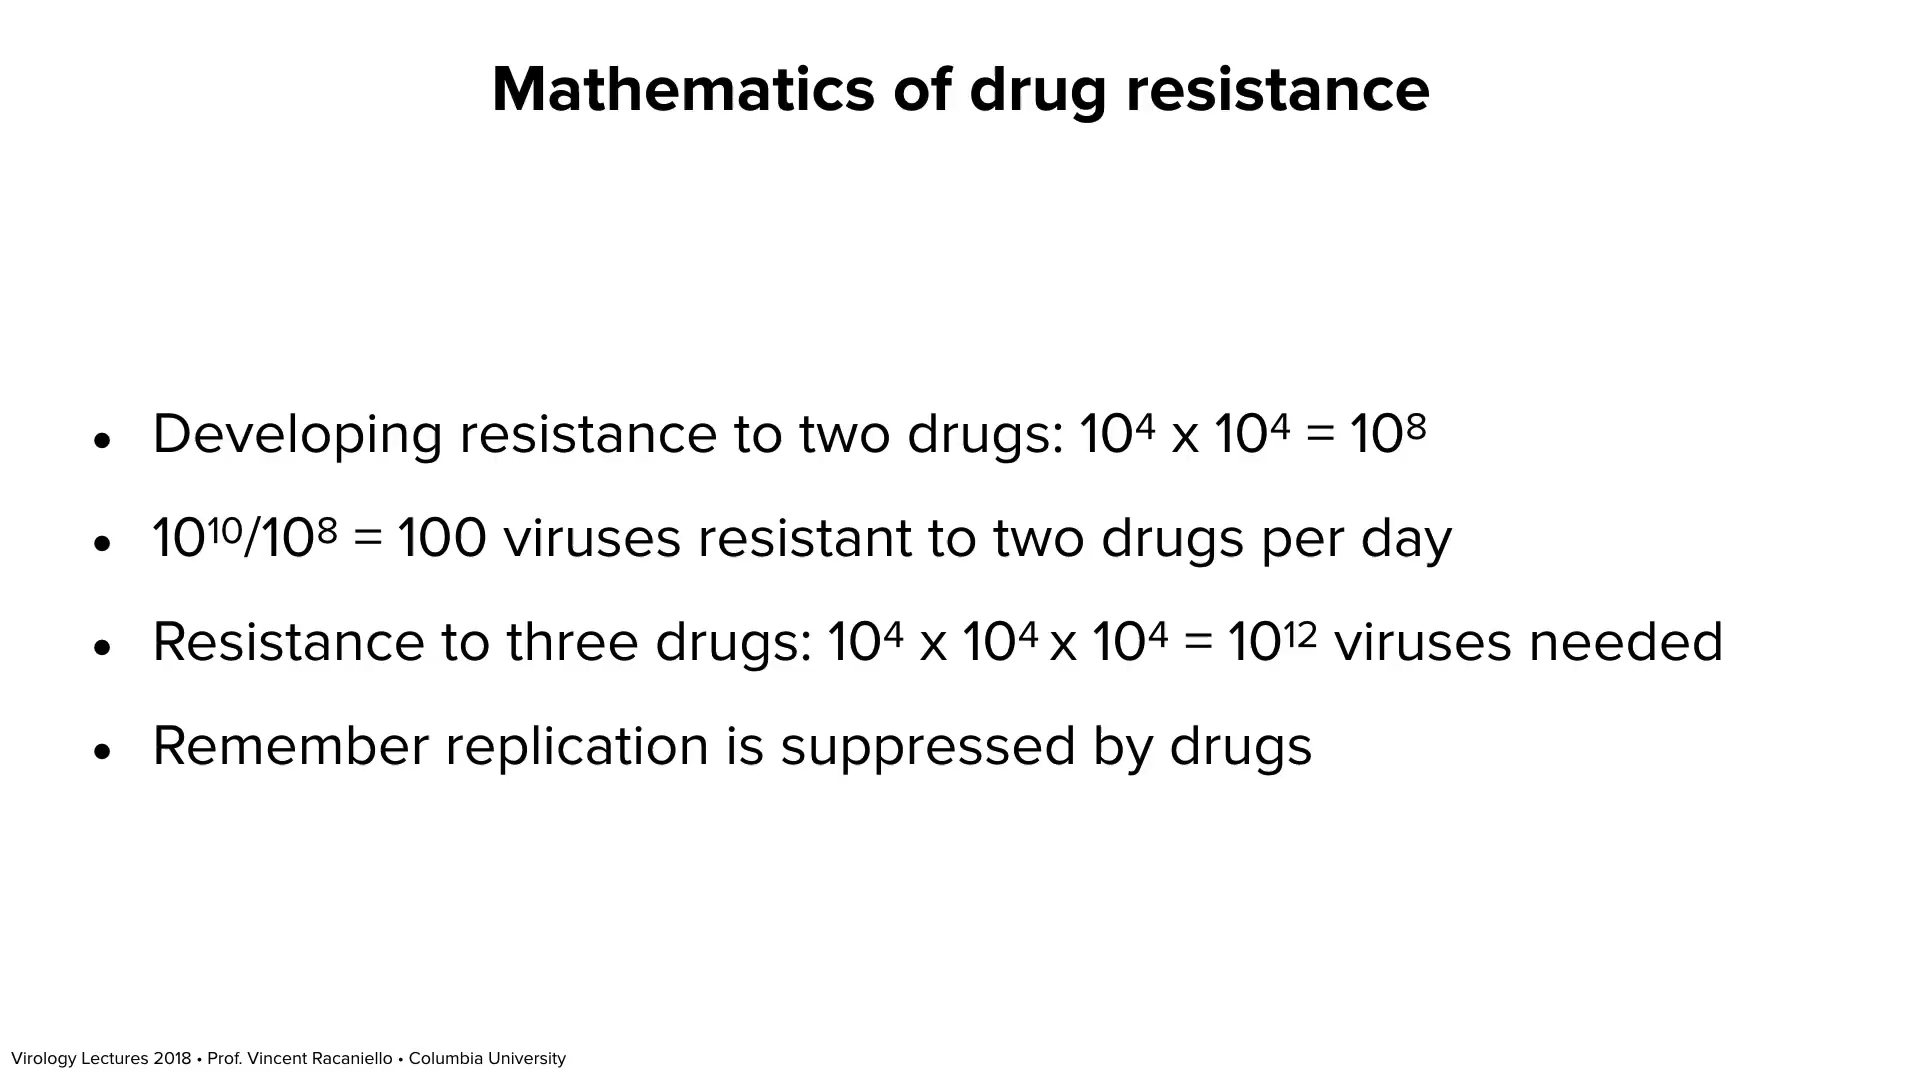 Mathematics of drug resistance
• Developing resistance to two drugs: 10⁴ x 10⁴ = 10⁸
• 10¹⁰/10⁸ = 100 viruses resistant to two drugs per day
• Resistance to three drugs: 10⁴ x 10⁴ x 10⁴ = 10¹² viruses needed
• Remember replication is suppressed by drugs
Virology Lectures 2018 • Prof. Vincent Racaniello • Columbia University